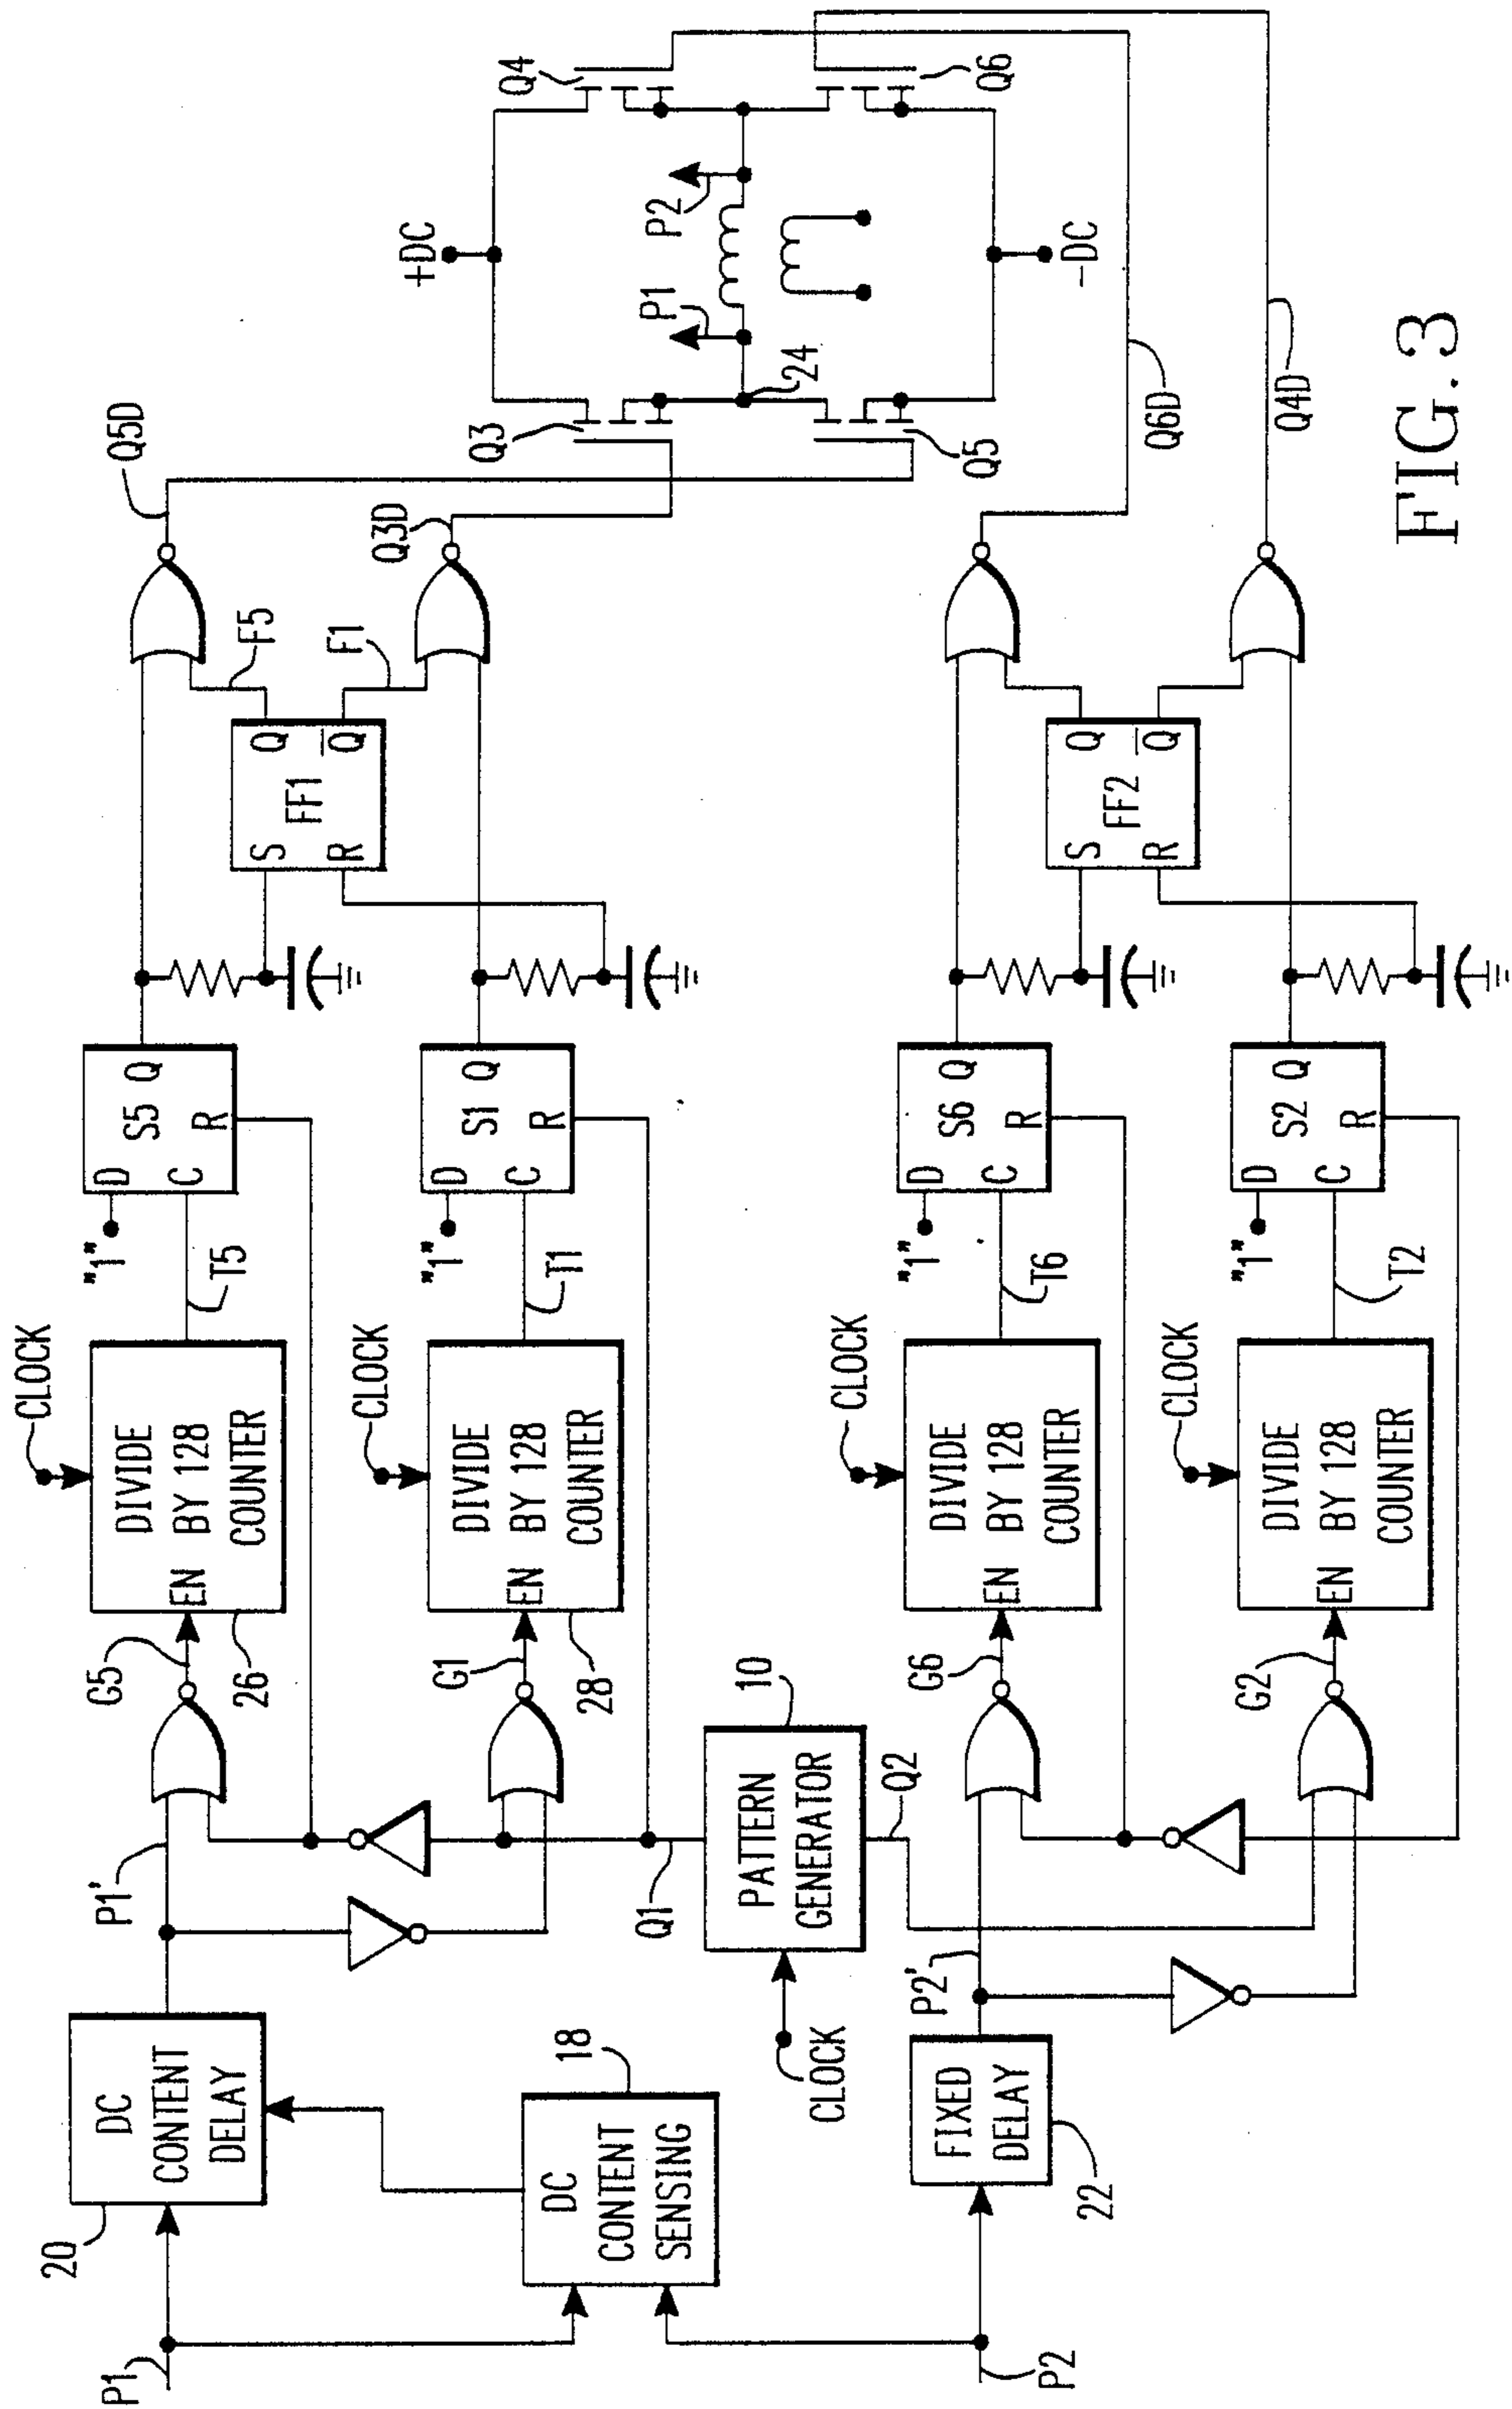 P1
20
DC
CONTENT
DELAY
P1'
G5
EN
DIVIDE
BY 128
COUNTER
26
CLOCK
T5
"1"
D
C
S5
Q
R
F5
S
R
FF1
Q
Q
F1
Q5D
Q3D
DC
CONTENT
SENSING
18
G1
EN
DIVIDE
BY 128
COUNTER
28
CLOCK
T1
"1"
D
C
S1
Q
R
Q1
PATTERN
GENERATOR
10
CLOCK
Q2
+DC
Q3
Q4
P1
P2
24
Q5
Q6
-DC
P2
FIXED
DELAY
22
P2'
G6
EN
DIVIDE
BY 128
COUNTER
CLOCK
T6
"1"
D
C
S6
Q
R
S
R
FF2
Q
Q
Q6D
G2
EN
DIVIDE
BY 128
COUNTER
CLOCK
T2
"1"
D
C
S2
Q
R
Q4D
FIG. 3